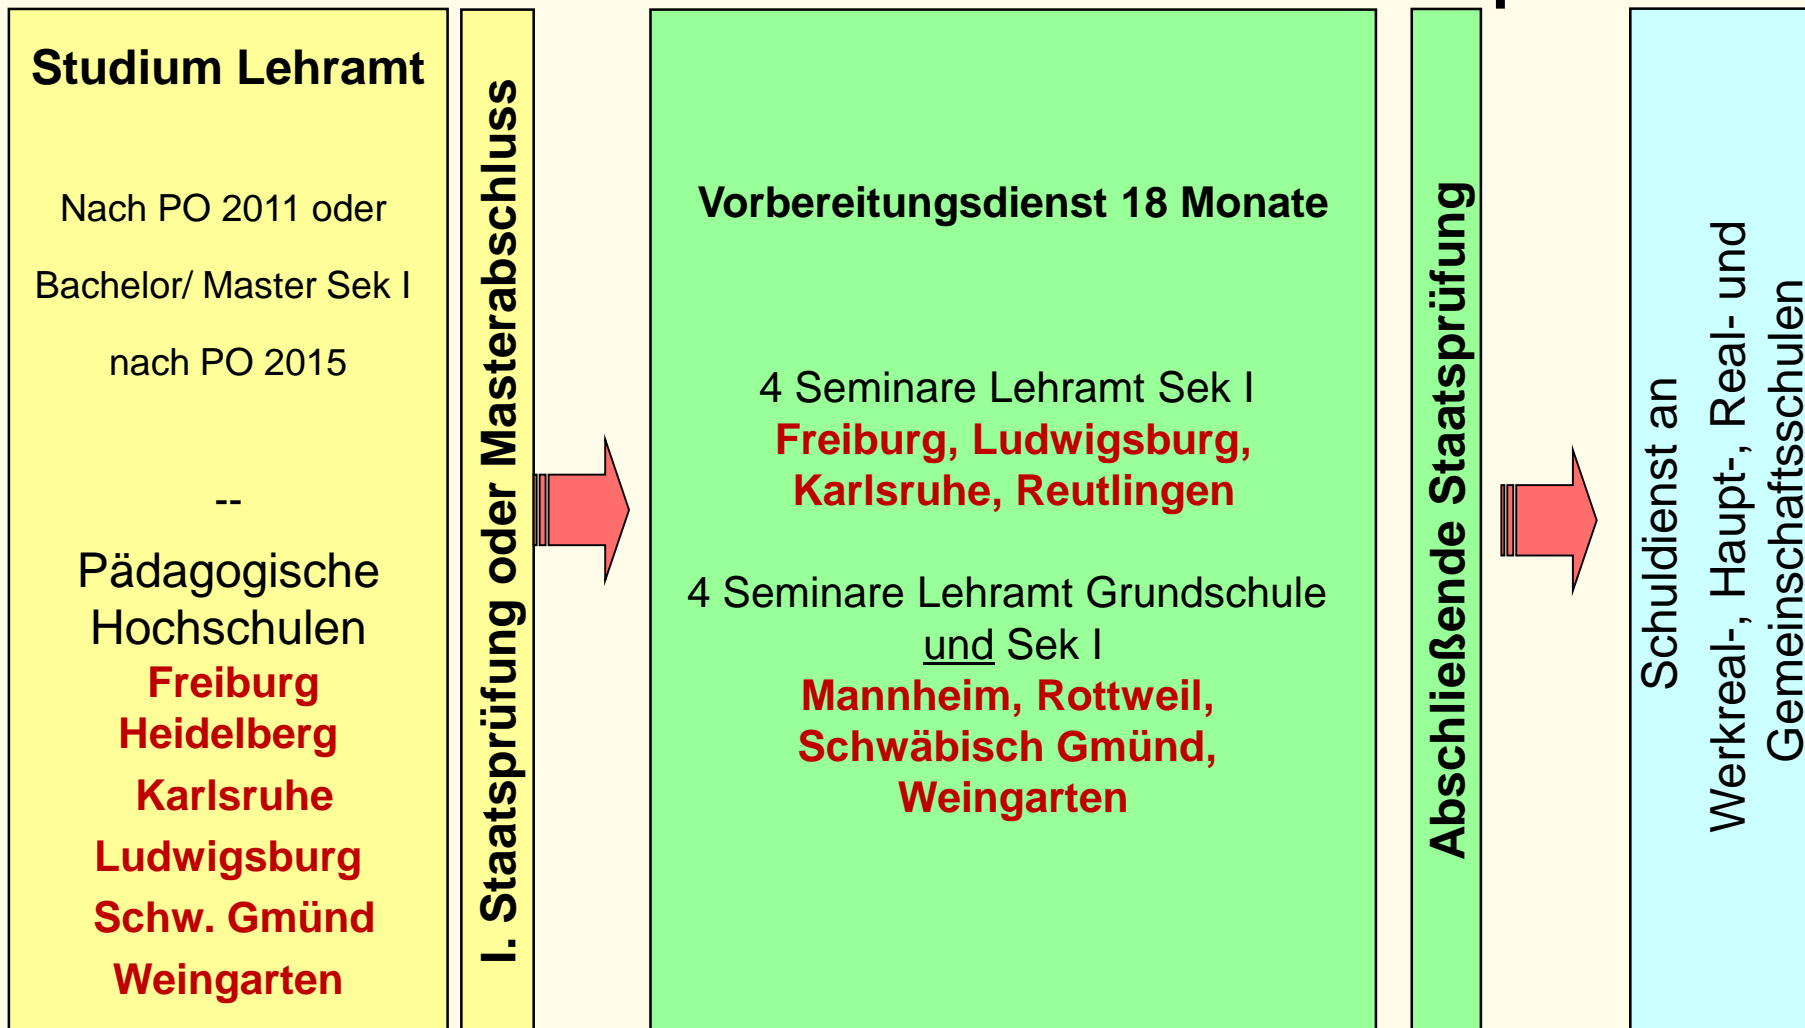 Studium Lehramt
Nach PO 2011 oder
Bachelor/ Master Sek I
nach PO 2015
--
Pädagogische
Hochschulen
Freiburg
Heidelberg
Karlsruhe
Ludwigsburg
Schw. Gmünd
Weingarten
I. Staatsprüfung oder Masterabschluss
Vorbereitungsdienst 18 Monate
4 Seminare Lehramt Sek I
Freiburg, Ludwigsburg,
Karlsruhe, Reutlingen
4 Seminare Lehramt Grundschule
und Sek I
Mannheim, Rottweil,
Schwäbisch Gmünd,
Weingarten
Abschließende Staatsprüfung
Schuldienst an
Werkreal-, Haupt-, Real- und
Gemeinschaftsschulen